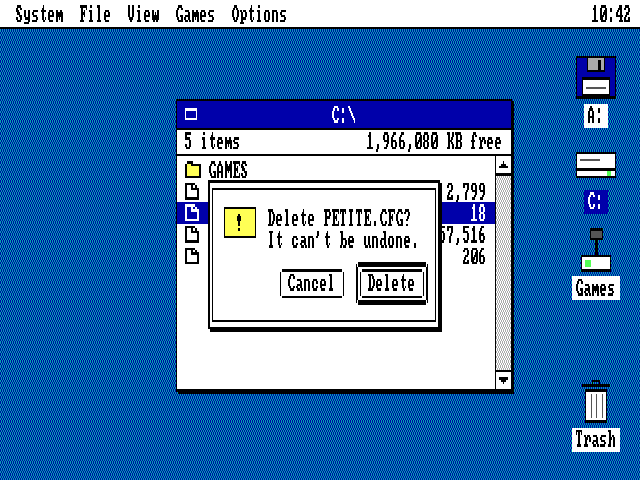 System File View Games Options 10:42
A:
C:\
5 items 1,966,080 KB free
GAMES
2,799
18
57,516
206
Delete PETITE.CFG?
It can't be undone.
!
Cancel Delete
C:
Games
Trash